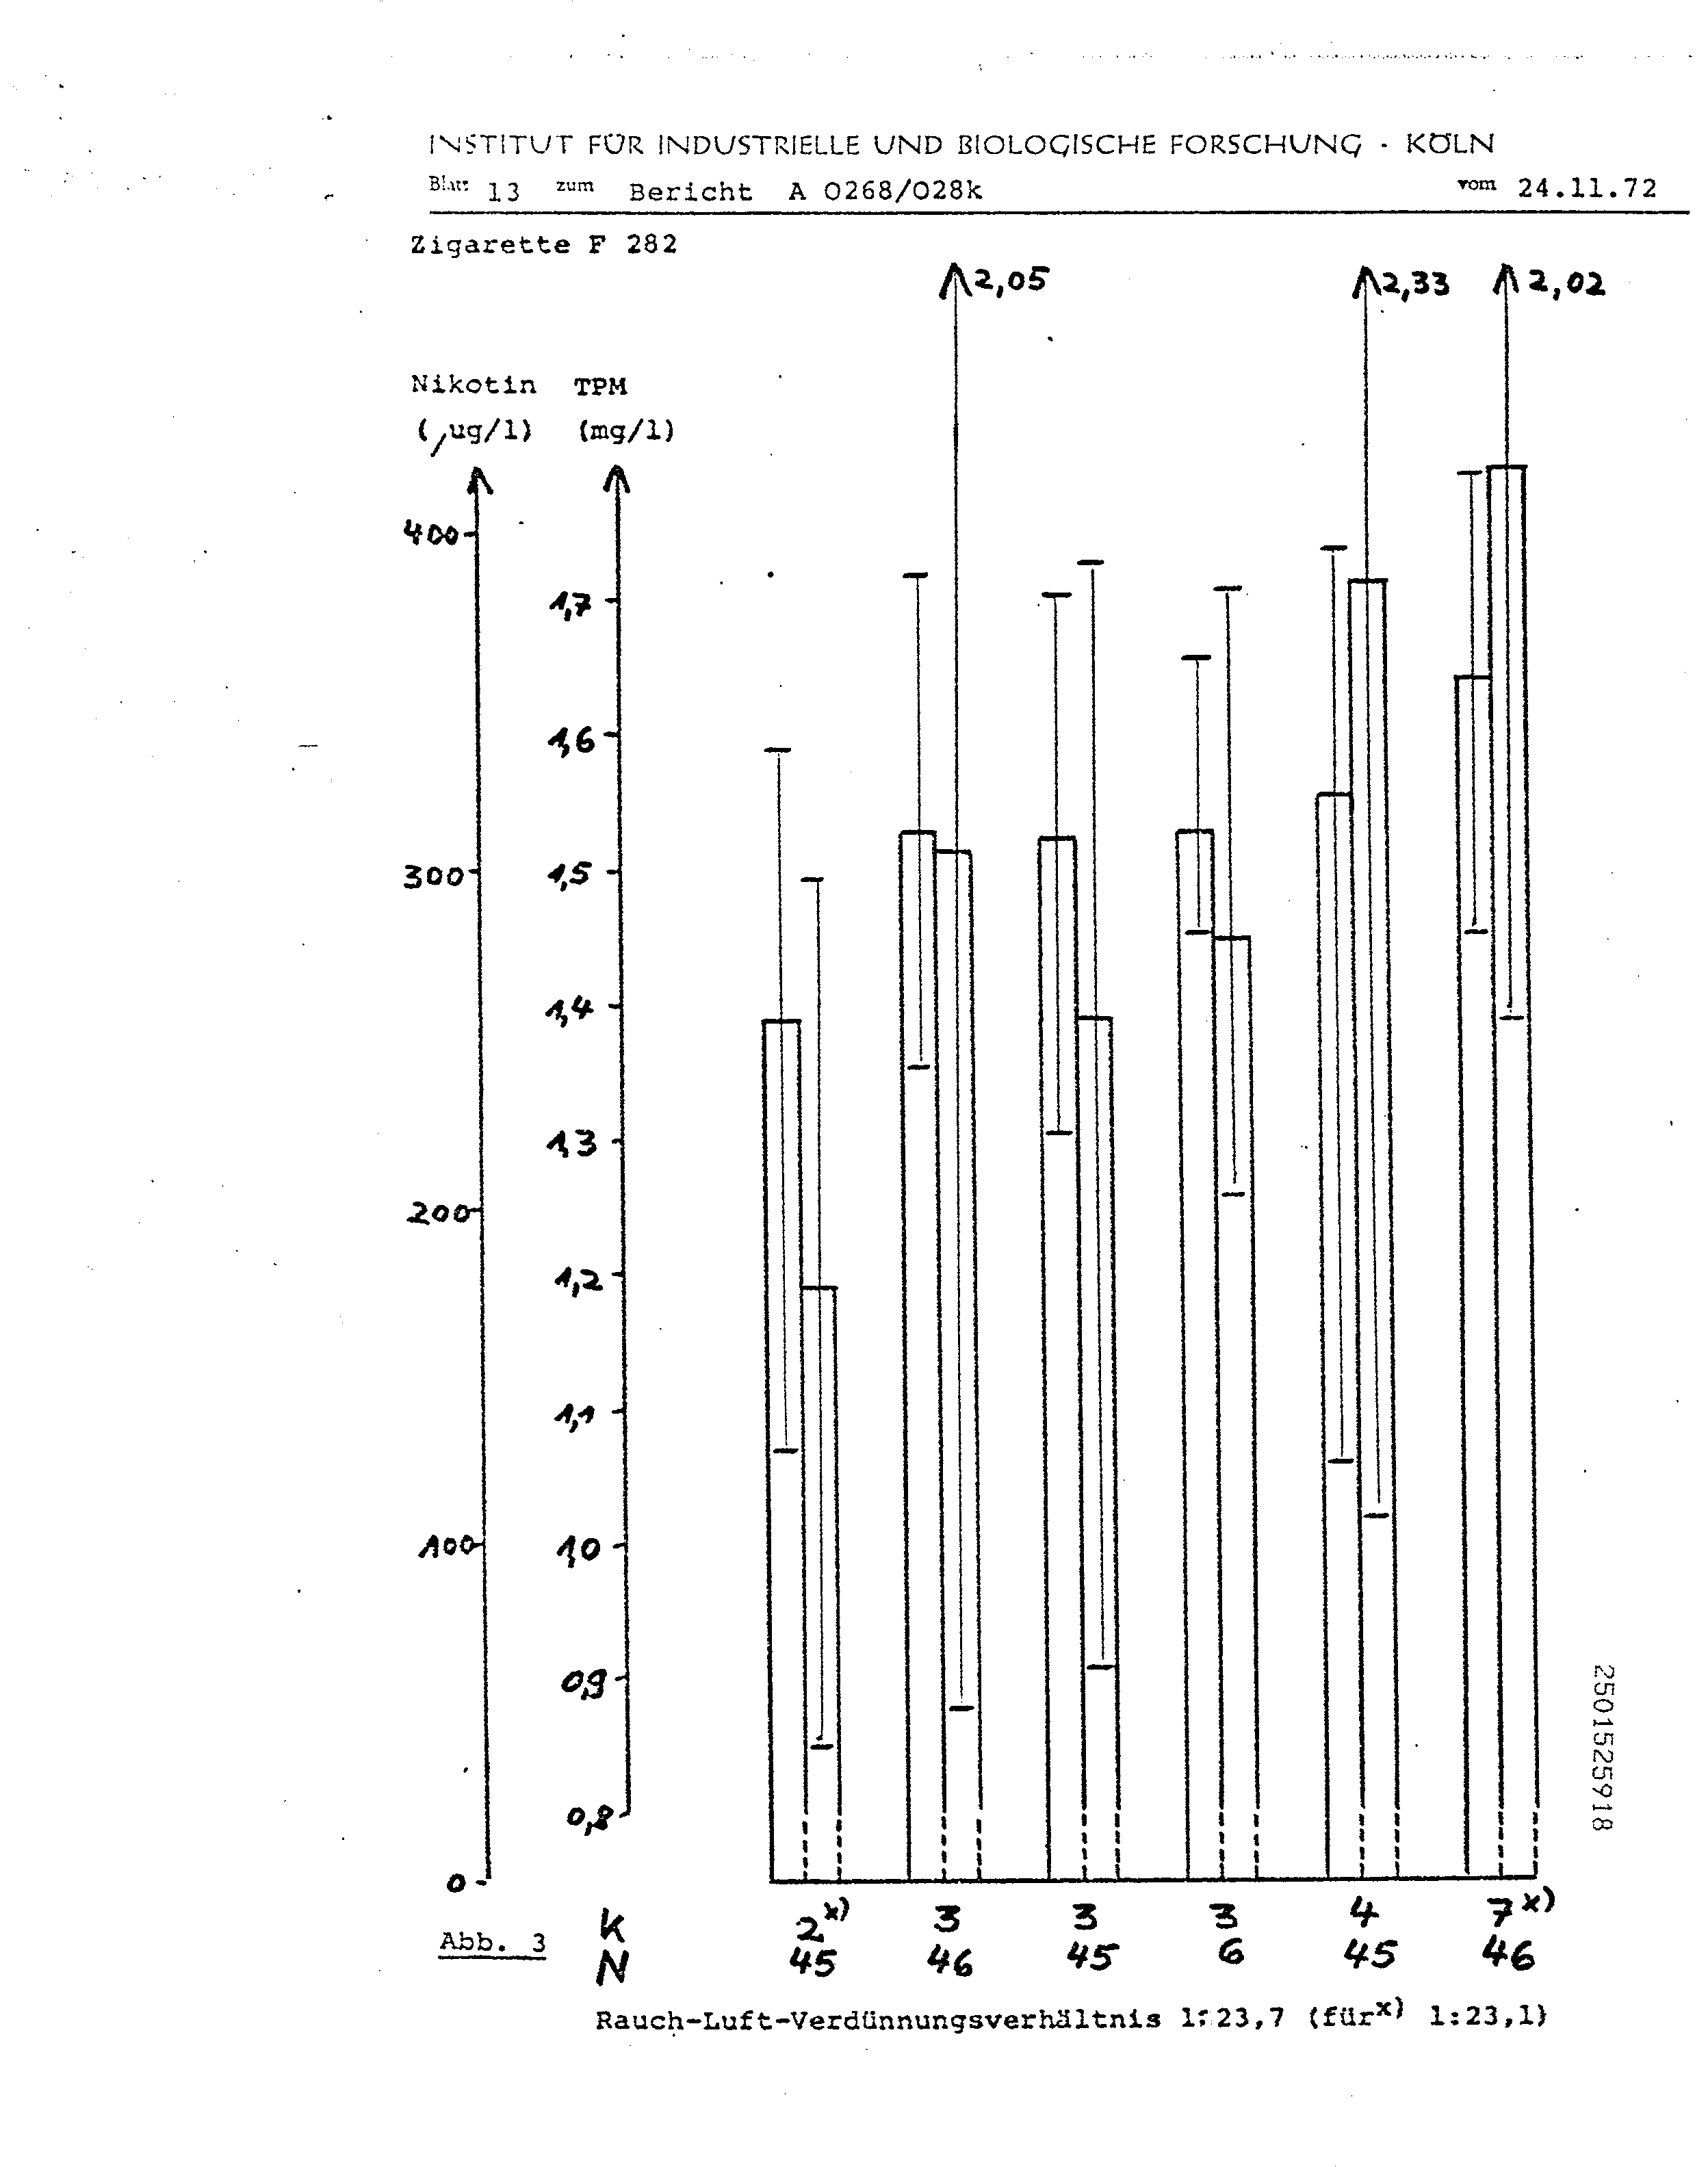 INSTITUT FÜR INDUSTRIELLE UND BIOLOGISCHE FORSCHUNG · KÖLN
Blatt 13 zum Bericht A 0268/028k vom 24.11.72
Zigarette F 282
2,05 2,33 2,02
Nikotin TPM
(/ug/l) (mg/l)
400
1,7
1,6
300 1,5
1,4
1,3
200
1,2
1,1
100 1,0
0,9
0,8
0
K 2x) 3 3 3 4 7x)
Abb. 3
N 45 46 45 6 45 46
Rauch-Luft-Verdünnungsverhältnis 1:23,7 (fürx) 1:23,1)
2501525918